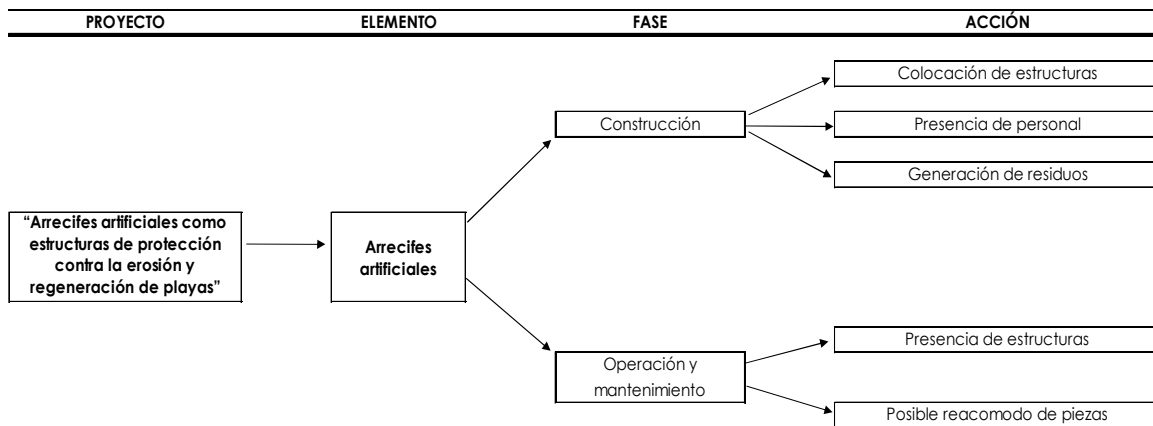 PROYECTO ELEMENTO FASE ACCIÓN
Colocación de estructuras
Construcción
Presencia de personal
Generación de residuos
“Arrecifes artificiales como
estructuras de protección
contra la erosión y
regeneración de playas”
Arrecifes
artificiales
Presencia de estructuras
Operación y
mantenimiento
Posible reacomodo de piezas